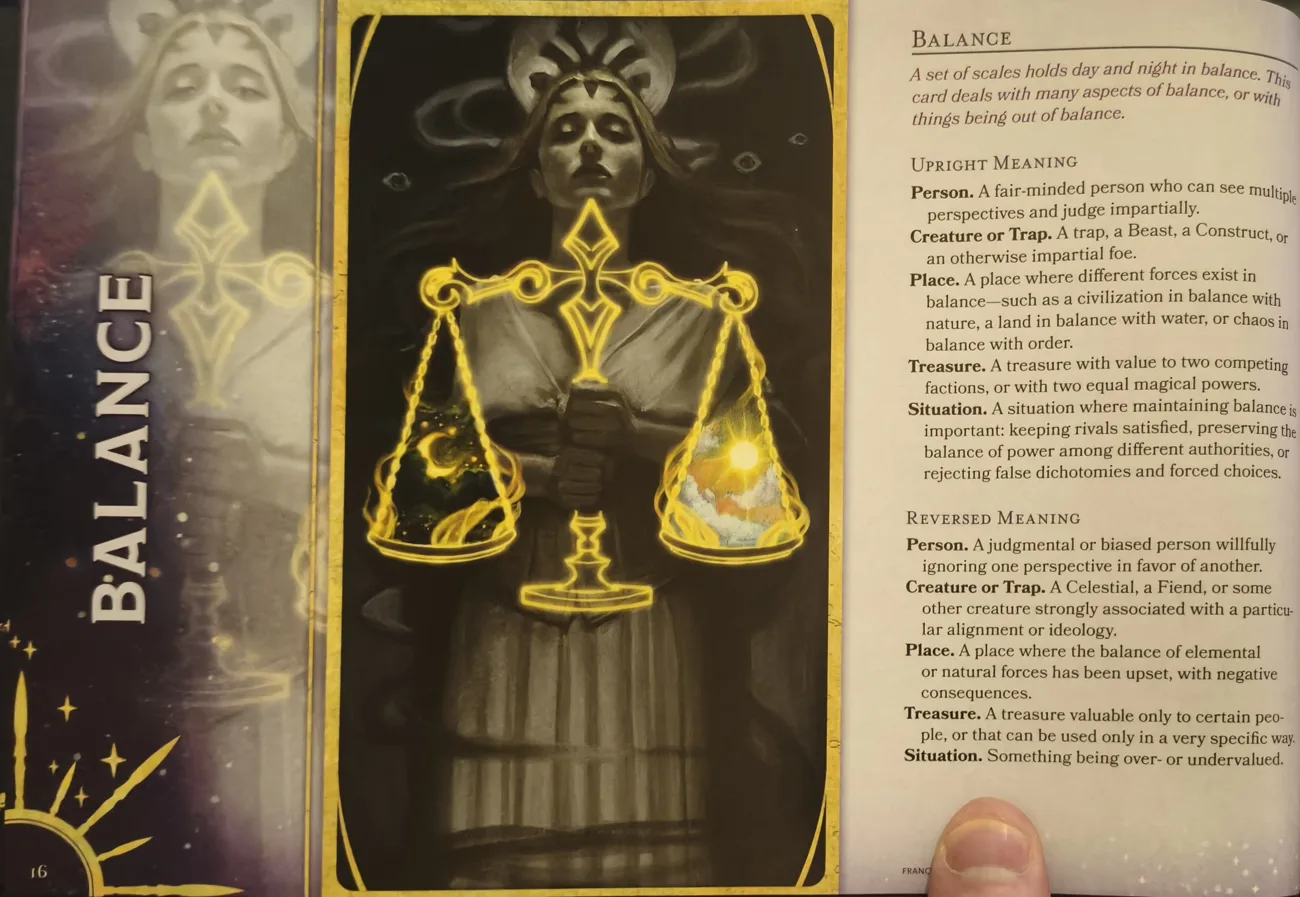 BALANCE
16
BALANCE
A set of scales holds day and night in balance. This
card deals with many aspects of balance, or with
things being out of balance.
UPRIGHT MEANING
Person. A fair-minded person who can see multiple
perspectives and judge impartially.
Creature or Trap. A trap, a Beast, a Construct, or
an otherwise impartial foe.
Place. A place where different forces exist in
balance—such as a civilization in balance with
nature, a land in balance with water, or chaos in
balance with order.
Treasure. A treasure with value to two competing
factions, or with two equal magical powers.
Situation. A situation where maintaining balance is
important: keeping rivals satisfied, preserving the
balance of power among different authorities, or
rejecting false dichotomies and forced choices.
REVERSED MEANING
Person. A judgmental or biased person willfully
ignoring one perspective in favor of another.
Creature or Trap. A Celestial, a Fiend, or some
other creature strongly associated with a particu-
lar alignment or ideology.
Place. A place where the balance of elemental
or natural forces has been upset, with negative
consequences.
Treasure. A treasure valuable only to certain peo-
ple, or that can be used only in a very specific way.
Situation. Something being over- or undervalued.